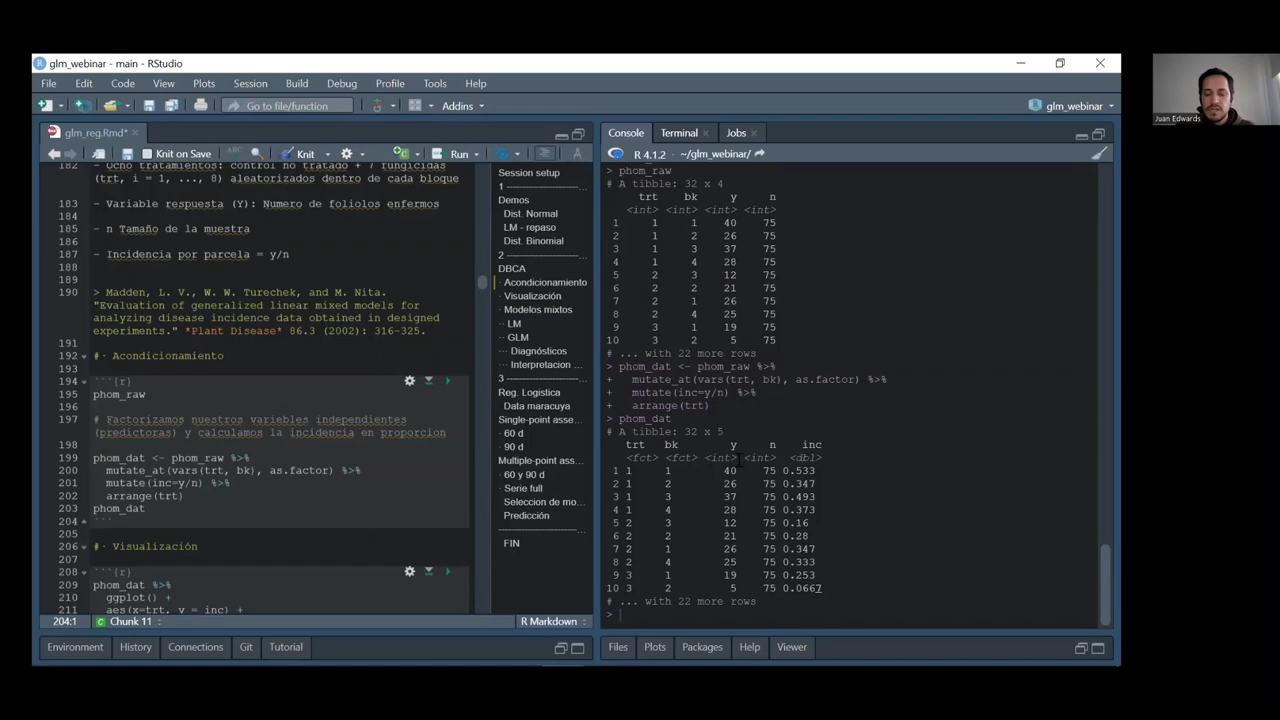 glm_webinar - main - RStudio
File Edit Code View Plots Session Build Debug Profile Tools Help
Go to file/function Addins glm_webinar
glm_reg.Rmd*
Knit on Save Knit Run
182 - Ocho tratamientos: control no tratado + 7 fungicidas
(trt, i = 1, ..., 8) aleatorizados dentro de cada bloque
183 - Variable respuesta (Y): Numero de foliolos enfermos
184
185 - n Tamaño de la muestra
186
187 - Incidencia por parcela = y/n
188
189
190 > Madden, L. V., W. W. Turechek, and M. Nita.
"Evaluation of generalized linear mixed models for
analyzing disease incidence data obtained in designed
experiments." *Plant Disease* 86.3 (2002): 316-325.
191
192 #· Acondicionamiento
193
194 ```{r}
195 phom_raw
196
197 # Factorizamos nuestros variables independientes
(predictoras) y calculamos la incidencia en proporcion
198
199 phom_dat <- phom_raw %>%
200 mutate_at(vars(trt, bk), as.factor) %>%
201 mutate(inc=y/n) %>%
202 arrange(trt)
203 phom_dat
204 ```
205
206 #· Visualización
207
208 ```{r}
209 phom_dat %>%
210 ggplot() +
211 aes(x=trt, y = inc) +
204:1 Chunk 11 R Markdown
Session setup
1 ---------------...
Demos
Dist. Normal
LM - repaso
Dist. Binomial
2 ---------------...
DBCA
· Acondicionamiento
· Visualización
· Modelos mixtos
·· LM
·· GLM
··· Diagnósticos
··· Interpretacion
3 ---------------...
Reg. Logistica
Data maracuya
Single-point asse...
· 60 d
· 90 d
Multiple-point ass...
· 60 y 90 d
· Serie full
Seleccion de mo...
Predicción
FIN
Console Terminal Jobs
R 4.1.2 · ~/glm_webinar/
> phom_raw
# A tibble: 32 x 4
trt bk y n
<int> <int> <int> <int>
1 1 1 40 75
2 1 2 26 75
3 1 3 37 75
4 1 4 28 75
5 2 3 12 75
6 2 2 21 75
7 2 1 26 75
8 2 4 25 75
9 3 1 19 75
10 3 2 5 75
# ... with 22 more rows
> phom_dat <- phom_raw %>%
+ mutate_at(vars(trt, bk), as.factor) %>%
+ mutate(inc=y/n) %>%
+ arrange(trt)
> phom_dat
# A tibble: 32 x 5
trt bk y n inc
<fct> <fct> <int> <int> <dbl>
1 1 1 40 75 0.533
2 1 2 26 75 0.347
3 1 3 37 75 0.493
4 1 4 28 75 0.373
5 2 3 12 75 0.16
6 2 2 21 75 0.28
7 2 1 26 75 0.347
8 2 4 25 75 0.333
9 3 1 19 75 0.253
10 3 2 5 75 0.0667
# ... with 22 more rows
>
Environment History Connections Git Tutorial
Files Plots Packages Help Viewer
Juan Edwards